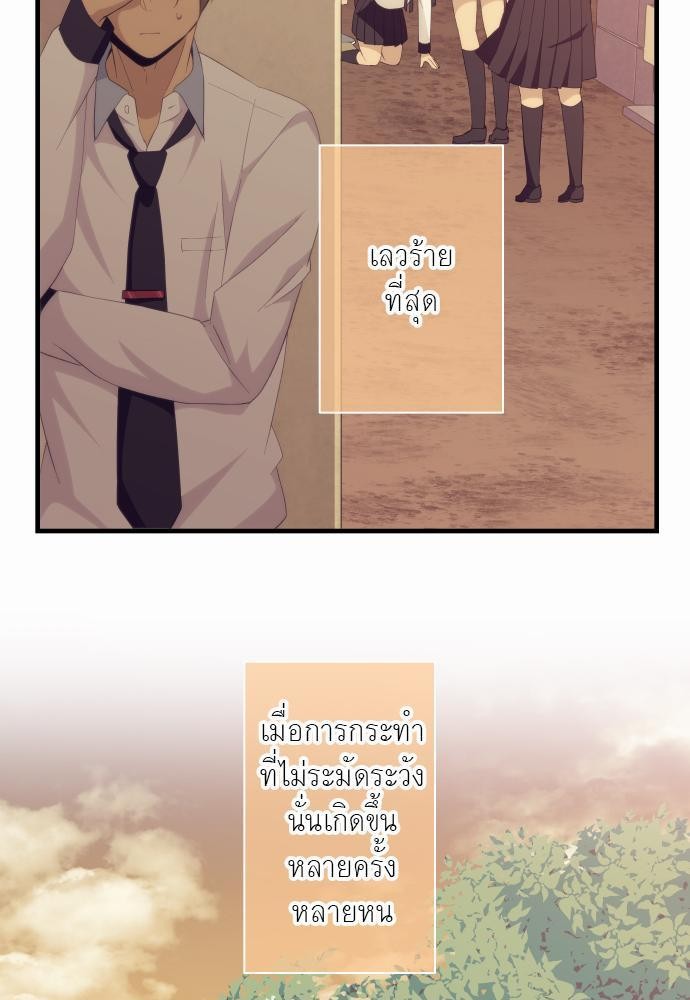 เลวร้าย
ที่สุด
เมื่อการกระทำ
ที่ไม่ระมัดระวัง
นั่นเกิดขึ้น
หลายครั้ง
หลายหน